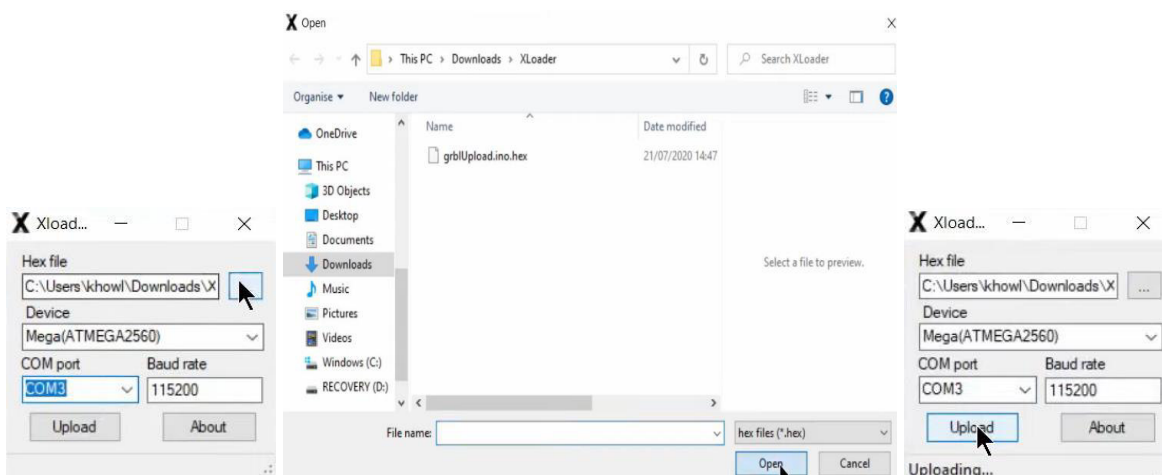 Xload...
Hex file
C:\Users\khowl\Downloads\X
Device
Mega(ATMEGA2560)
COM port Baud rate
COM3 115200
Upload About
Open
This PC > Downloads > XLoader Search XLoader
Organise New folder
OneDrive
This PC
3D Objects
Desktop
Documents
Downloads
Music
Pictures
Videos
Windows (C:)
RECOVERY (D:)
Name Date modified
grblUpload.ino.hex 21/07/2020 14:47
Select a file to preview.
File name: hex files (*.hex)
Open Cancel
Xload...
Hex file
C:\Users\khowl\Downloads\X ...
Device
Mega(ATMEGA2560)
COM port Baud rate
COM3 115200
Upload About
Uploading...